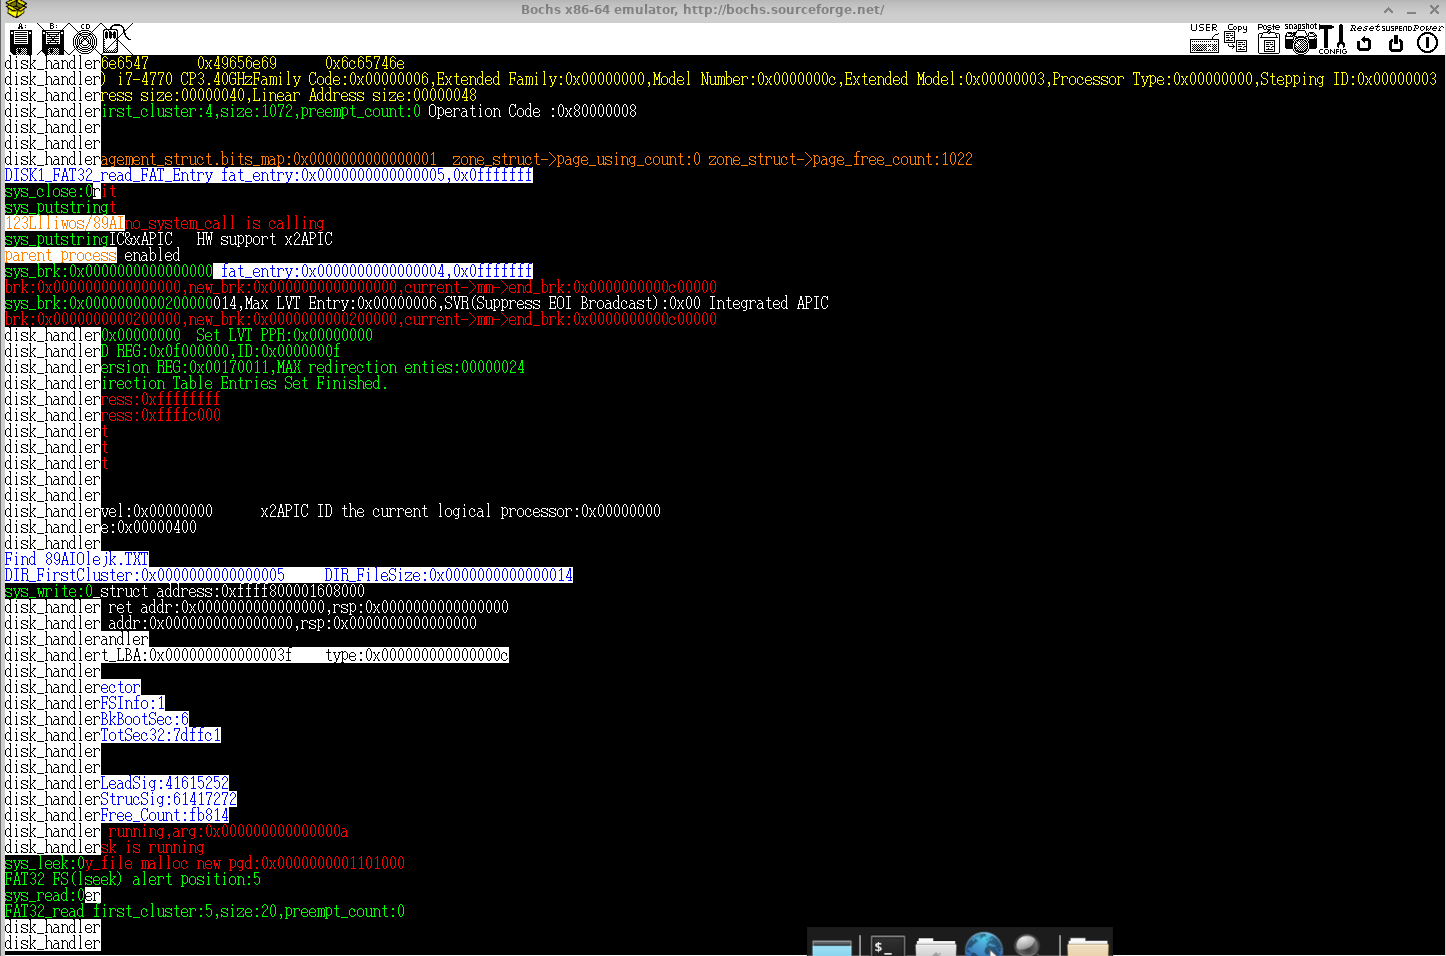 Bochs x86-64 emulator, http://bochs.sourceforge.net/
A: B: CD USER Copy Paste snapshot CONFIG Reset SUSPEND Power
disk_handler6e6547 0x49656e69 0x6c65746e
disk_handler) i7-4770 CP3.40GHzFamily Code:0x00000006,Extended Family:0x00000000,Model Number:0x0000000c,Extended Model:0x00000003,Processor Type:0x00000000,Stepping ID:0x00000003
disk_handlerress size:00000040,Linear Address size:00000048
disk_handlerirst_cluster:4,size:1072,preempt_count:0 Operation Code :0x80000008
disk_handler
disk_handler
disk_handleragement_struct.bits_map:0x0000000000000001 zone_struct->page_using_count:0 zone_struct->page_free_count:1022
DISK1_FAT32_read_FAT_Entry fat_entry:0x0000000000000005,0x0fffffff
sys_close:0rit
sys_putstringt
123Llliwos/89AIno_system_call is calling
sys_putstringIC&xAPIC HW support x2APIC
parent process enabled
sys_brk:0x0000000000000000 fat_entry:0x0000000000000004,0x0fffffff
brk:0x0000000000000000,new_brk:0x0000000000000000,current->mm->end_brk:0x0000000000c00000
sys_brk:0x0000000000200000014,Max LVT Entry:0x00000006,SVR(Suppress EOI Broadcast):0x00 Integrated APIC
brk:0x0000000000200000,new_brk:0x0000000000200000,current->mm->end_brk:0x0000000000c00000
disk_handler0x00000000 Set LVT PPR:0x00000000
disk_handlerD REG:0x0f000000,ID:0x0000000f
disk_handlerersion REG:0x00170011,MAX redirection enties:00000024
disk_handlerirection Table Entries Set Finished.
disk_handlerress:0xffffffff
disk_handlerress:0xffffc000
disk_handlert
disk_handlert
disk_handlert
disk_handler
disk_handler
disk_handlervel:0x00000000 x2APIC ID the current logical processor:0x00000000
disk_handlere:0x00000400
disk_handler
Find 89AIOlejk.TXT
DIR_FirstCluster:0x0000000000000005 DIR_FileSize:0x0000000000000014
sys_write:0_struct address:0xffff800001608000
disk_handler ret addr:0x0000000000000000,rsp:0x0000000000000000
disk_handler addr:0x0000000000000000,rsp:0x0000000000000000
disk_handlerandler
disk_handlert_LBA:0x000000000000003f type:0x000000000000000c
disk_handler
disk_handlerector
disk_handlerFSInfo:1
disk_handlerBkBootSec:6
disk_handlerTotSec32:7dffc1
disk_handler
disk_handler
disk_handlerLeadSig:41615252
disk_handlerStrucSig:61417272
disk_handlerFree_Count:fb814
disk_handler running,arg:0x000000000000000a
disk_handlersk is running
sys_leek:0y_file malloc new pgd:0x0000000001101000
FAT32 FS(lseek) alert position:5
sys_read:0er
FAT32_read first_cluster:5,size:20,preempt_count:0
disk_handler
disk_handler
$_